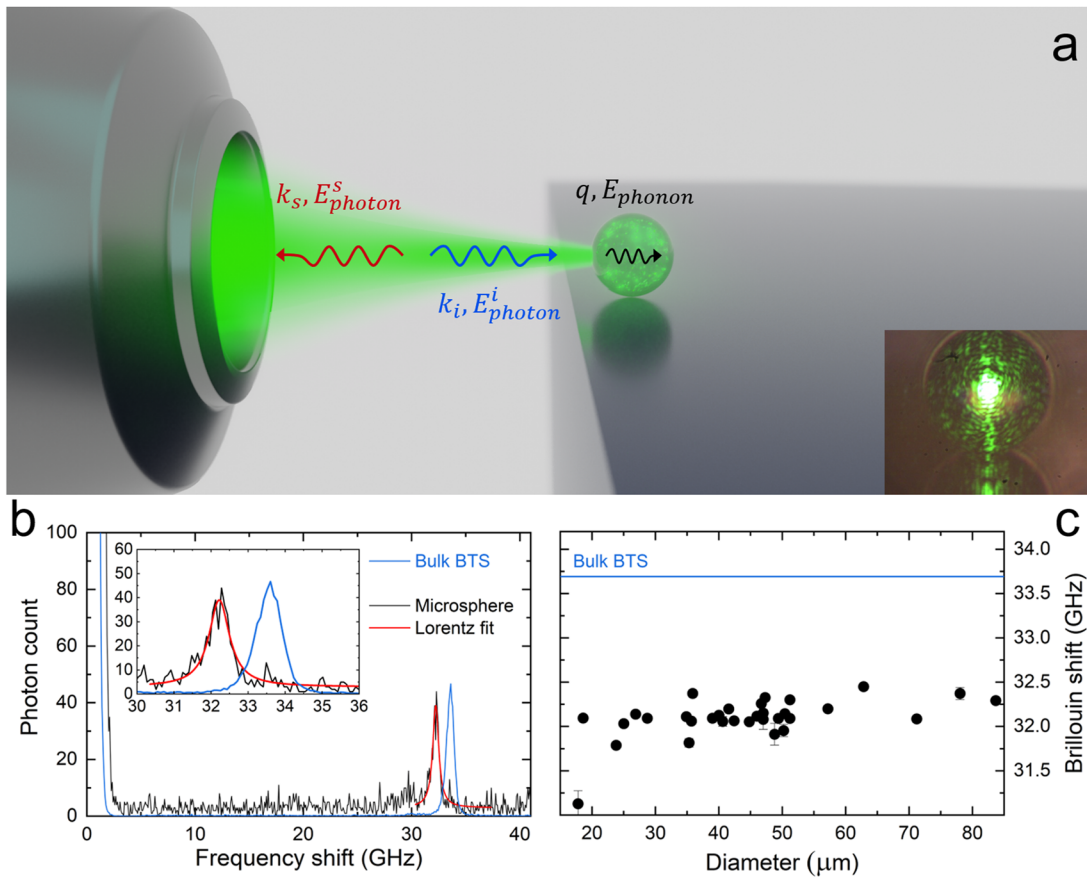 a
k_s, E^s_photon
q, E_phonon
k_i, E^i_photon
b
100
80
60
40
20
0
Photon count
0
10
20
30
40
Frequency shift (GHz)
60
50
40
30
20
10
0
30
31
32
33
34
35
36
Bulk BTS
Microsphere
Lorentz fit
c
Bulk BTS
34.0
33.5
33.0
32.5
32.0
31.5
Brillouin shift (GHz)
20
30
40
50
60
70
80
Diameter (μm)